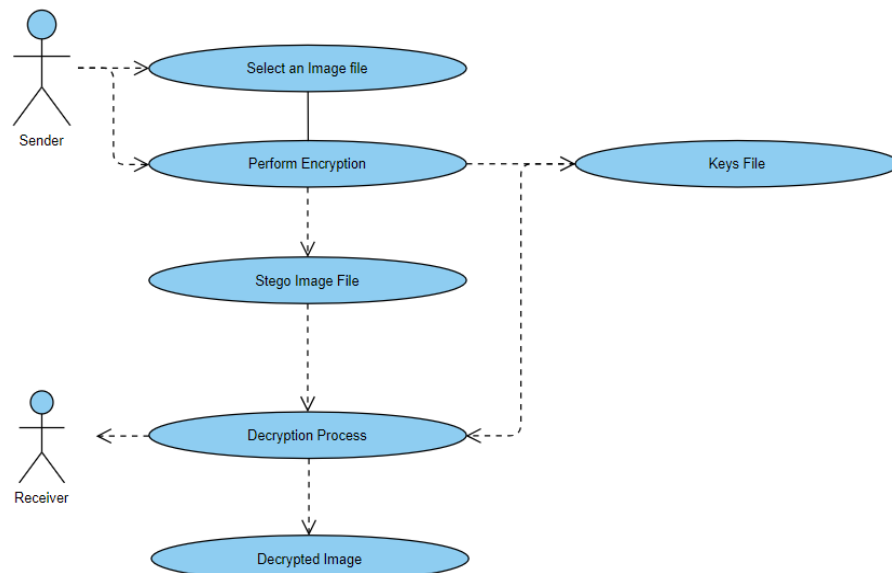 Select an Image file
Sender
Perform Encryption
Keys File
Stego Image File
Decryption Process
Receiver
Decrypted Image